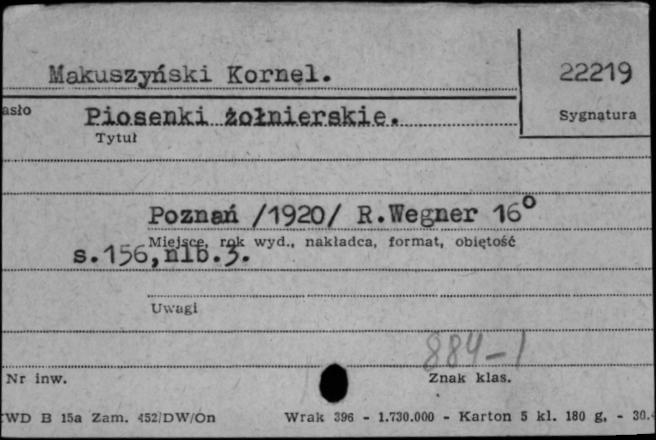 Makuszyński Kornel.
22219
asło
Piosenki żołnierskie.
Sygnatura
Tytuł
Poznań /1920/ R.Wegner 16°
Miejsce, rok wyd., nakładca, format, objętość
s.156,nlb.3.
Uwagi
884-1
Nr inw.
Znak klas.
WD B 15a Zam. 452/DW/On Wrak 396 - 1.730.000 - Karton 5 kl. 180 g, - 30.